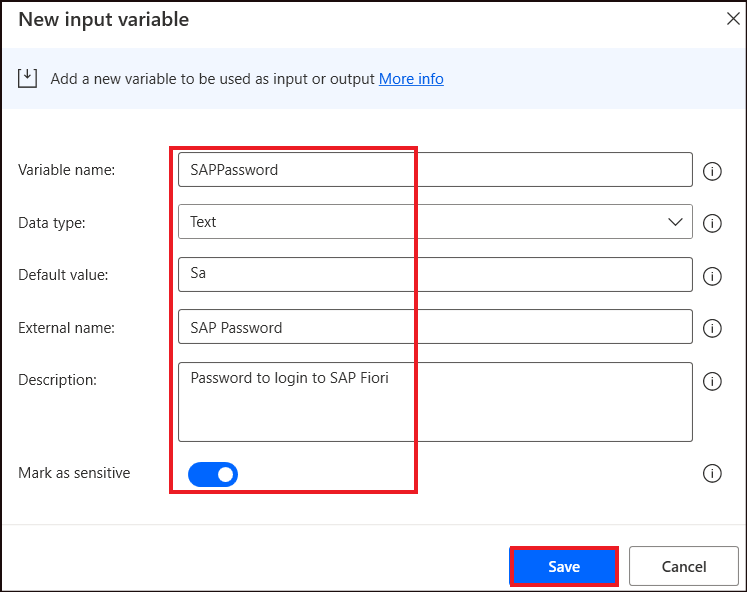 New input variable
Add a new variable to be used as input or output More info
Variable name: SAPPassword
Data type: Text
Default value: Sa
External name: SAP Password
Description: Password to login to SAP Fiori
Mark as sensitive
Save Cancel